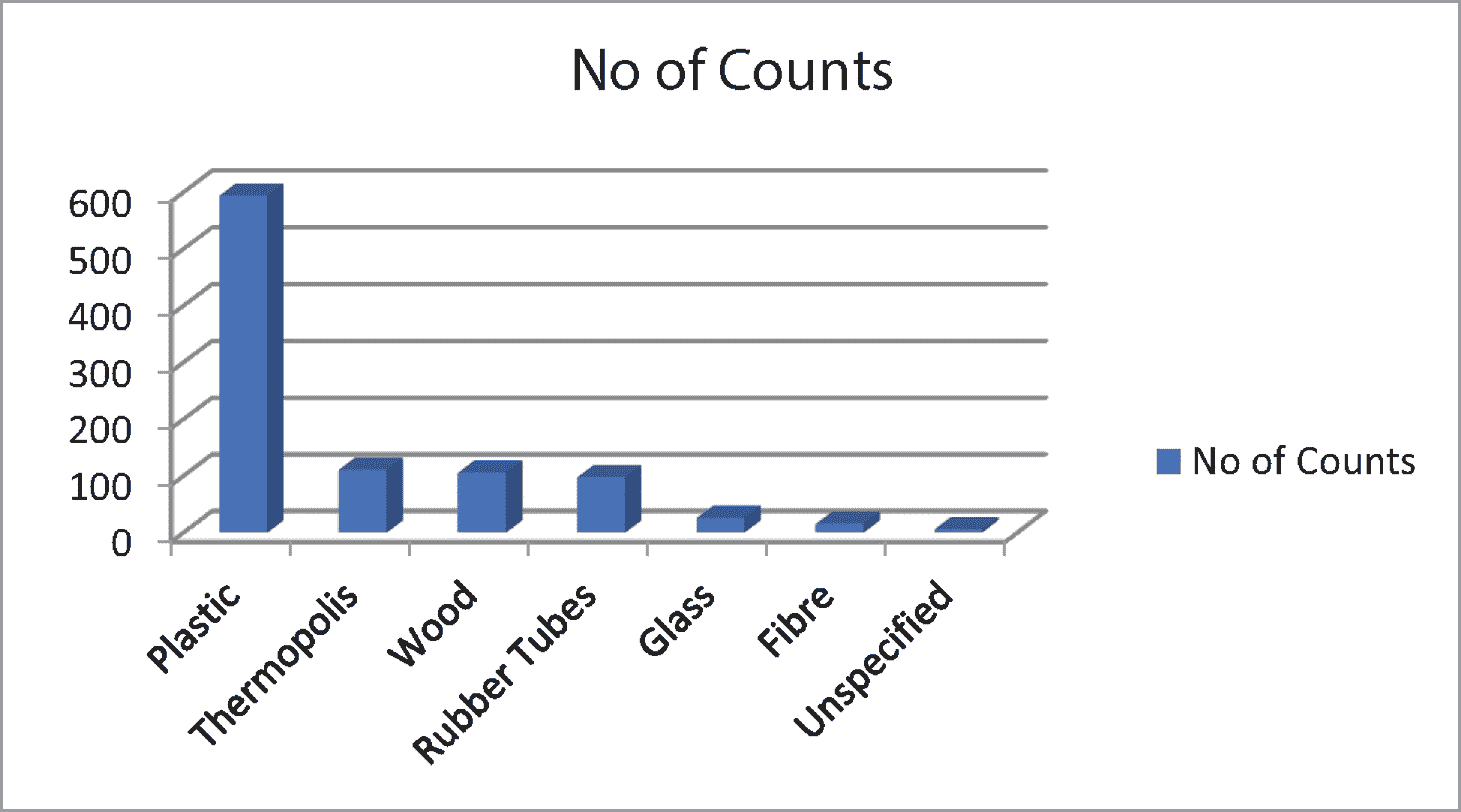 No of Counts
600
500
400
300
200
100
0
Plastic
Thermopolis
Wood
Rubber Tubes
Glass
Fibre
Unspecified
No of Counts